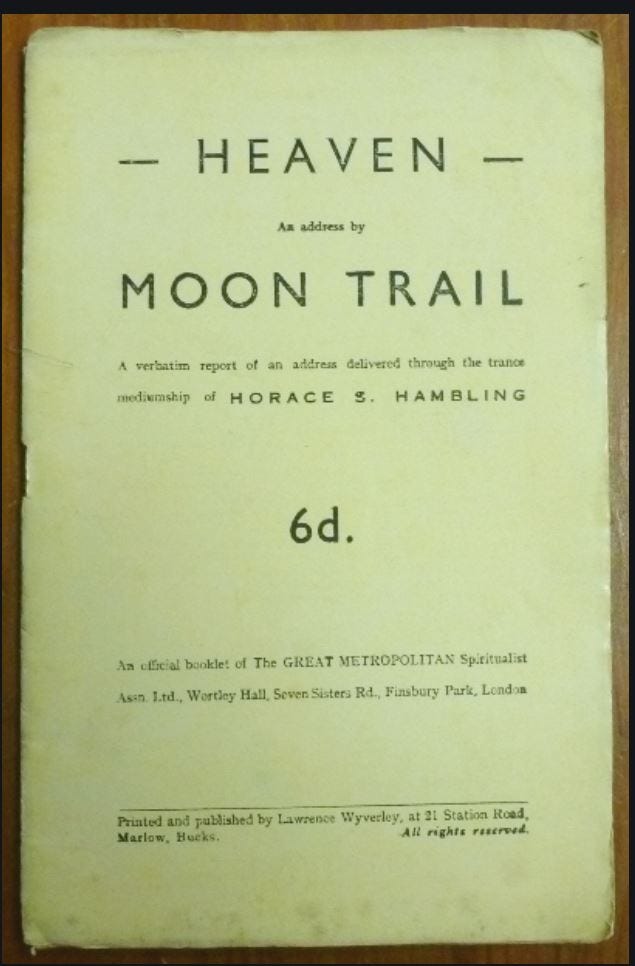 — HEAVEN —
An address by
MOON TRAIL
A verbatim report of an address delivered through the trance
mediumship of HORACE S. HAMBLING
6d.
An official booklet of The GREAT METROPOLITAN Spiritualist
Assn. Ltd., Wortley Hall, Seven Sisters Rd., Finsbury Park, London
Printed and published by Lawrence Wyverley, at 21 Station Road,
Marlow, Bucks. All rights reserved.